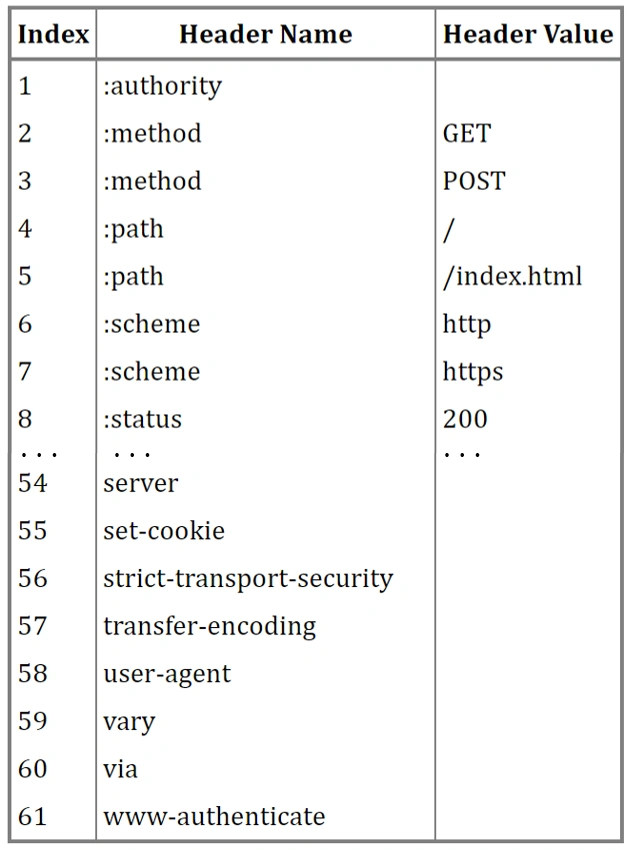 Index Header Name Header Value
1 :authority
2 :method GET
3 :method POST
4 :path /
5 :path /index.html
6 :scheme http
7 :scheme https
8 :status 200
... ... ...
54 server
55 set-cookie
56 strict-transport-security
57 transfer-encoding
58 user-agent
59 vary
60 via
61 www-authenticate